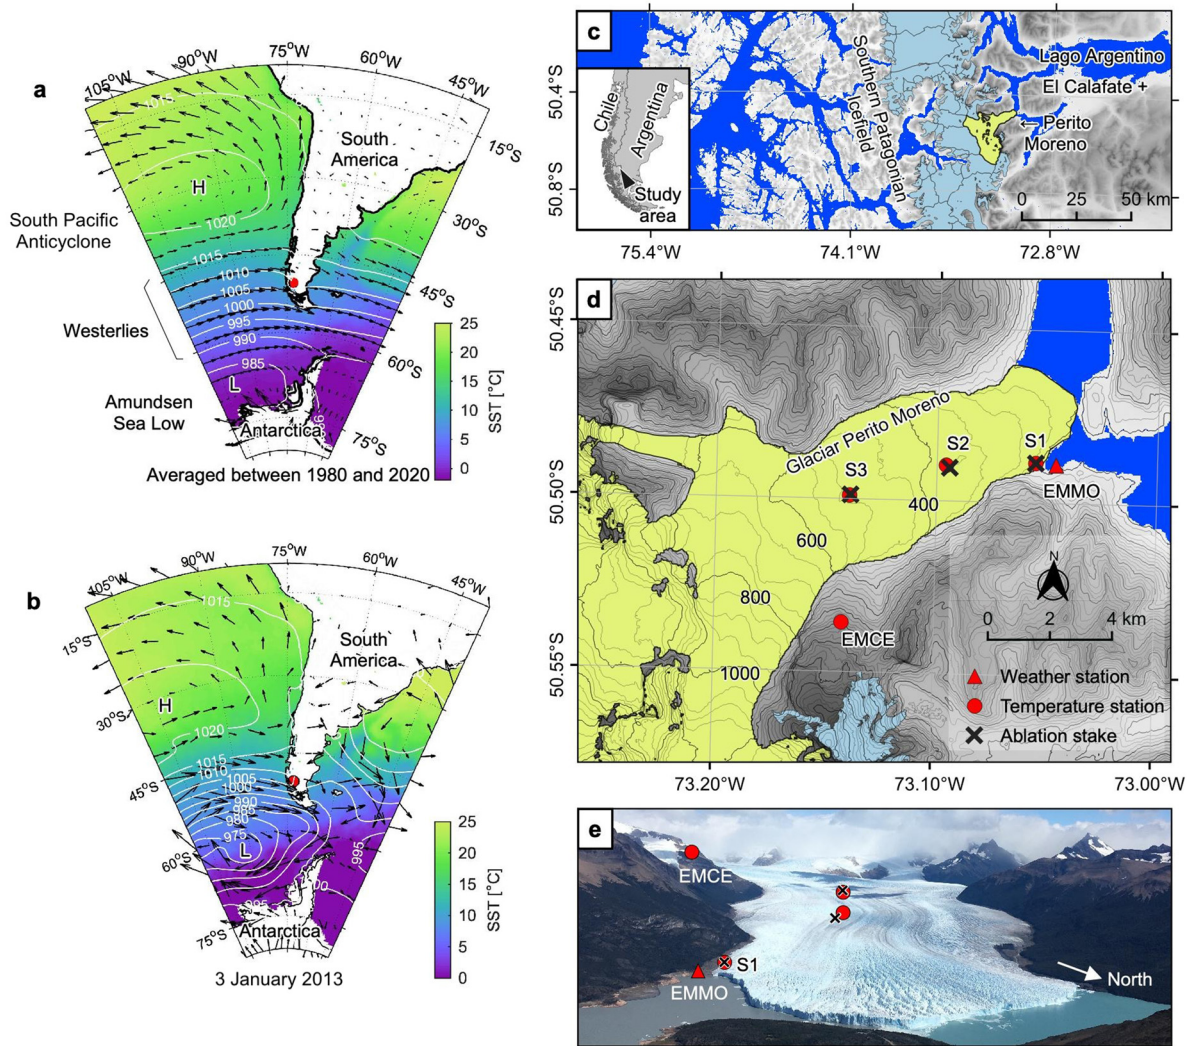 a
105°W
90°W
75°W
60°W
45°W
15°S
30°S
45°S
60°S
75°S
1015
H
1020
1015
1010
1005
1000
995
990
985
L
South
America
South Pacific
Anticyclone
Westerlies
Amundsen
Sea Low
Antarctica
25
20
15
10
5
0
SST [°C]
Averaged between 1980 and 2020
b
105°W
90°W
75°W
60°W
45°W
15°S
30°S
45°S
60°S
75°S
1015
H
1020
1015
1010
1005
1000
990
985
980
975
L
995
South
America
Antarctica
25
20
15
10
5
0
SST [°C]
3 January 2013
c
50.4°S
50.8°S
75.4°W
74.1°W
72.8°W
Chile
Argentina
Study
area
Southern Patagonian
Icefield
Lago Argentino
El Calafate +
← Perito
Moreno
0 25 50 km
d
50.45°S
50.50°S
50.55°S
73.20°W
73.10°W
73.00°W
Glaciar Perito Moreno
S3
S2
S1
EMMO
400
600
800
1000
EMCE
N
0 2 4 km
Weather station
Temperature station
Ablation stake
e
EMCE
S1
EMMO
North